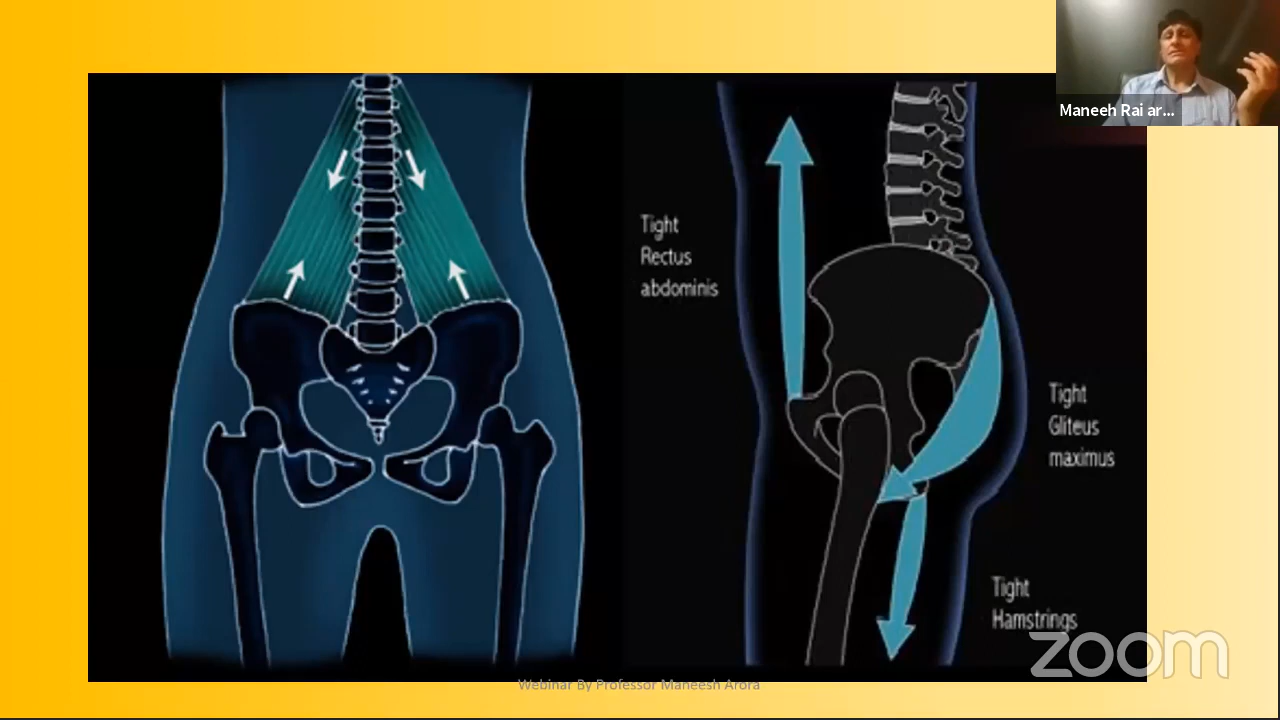 Maneeh Rai ar...
Tight
Rectus
abdominis
Tight
Gliteus
maximus
Tight
Hamstrings
zoom
Webinar By Professor Maneesh Arora